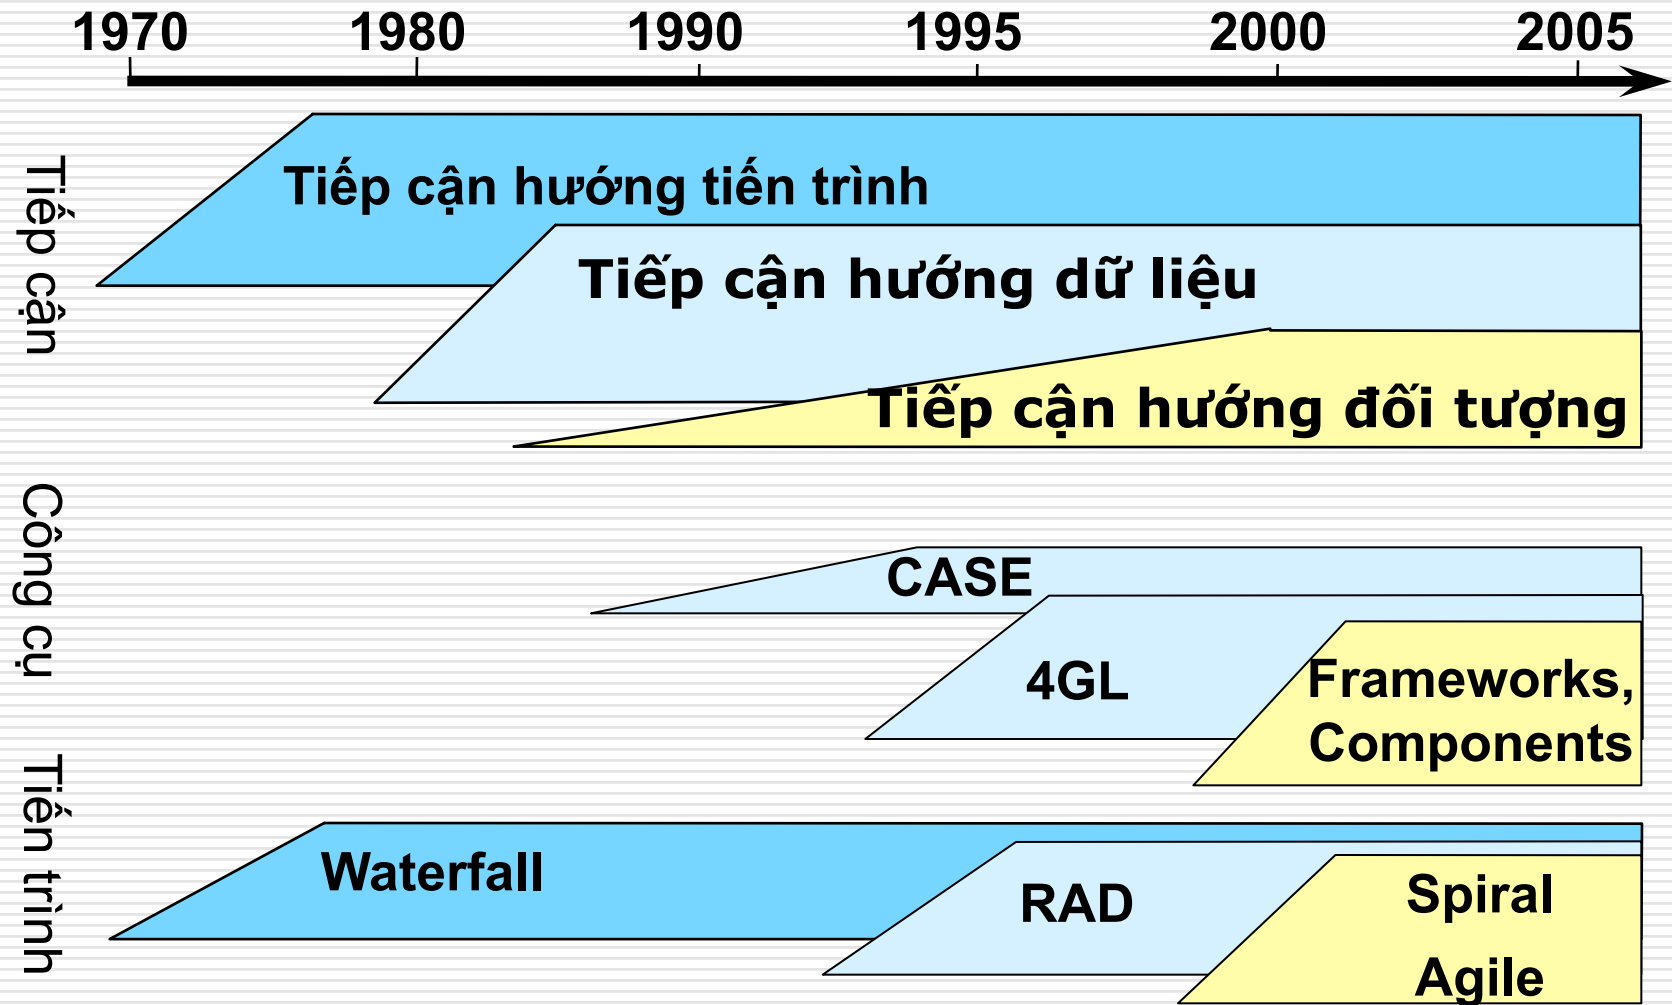 1970 1980 1990 1995 2000 2005
Tiếp cận
Tiếp cận hướng tiến trình
Tiếp cận hướng dữ liệu
Tiếp cận hướng đối tượng
Công cụ
CASE
4GL
Frameworks,
Components
Tiến trình
Waterfall
RAD
Spiral
Agile